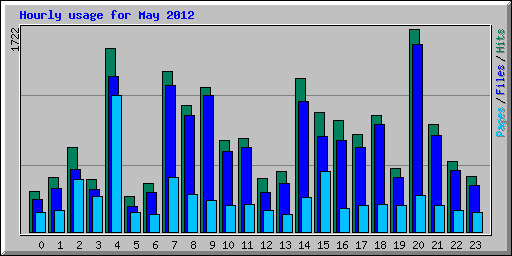 Hourly usage for May 2012
1722
Pages / Files / Hits
0 1 2 3 4 5 6 7 8 9 10 11 12 13 14 15 16 17 18 19 20 21 22 23